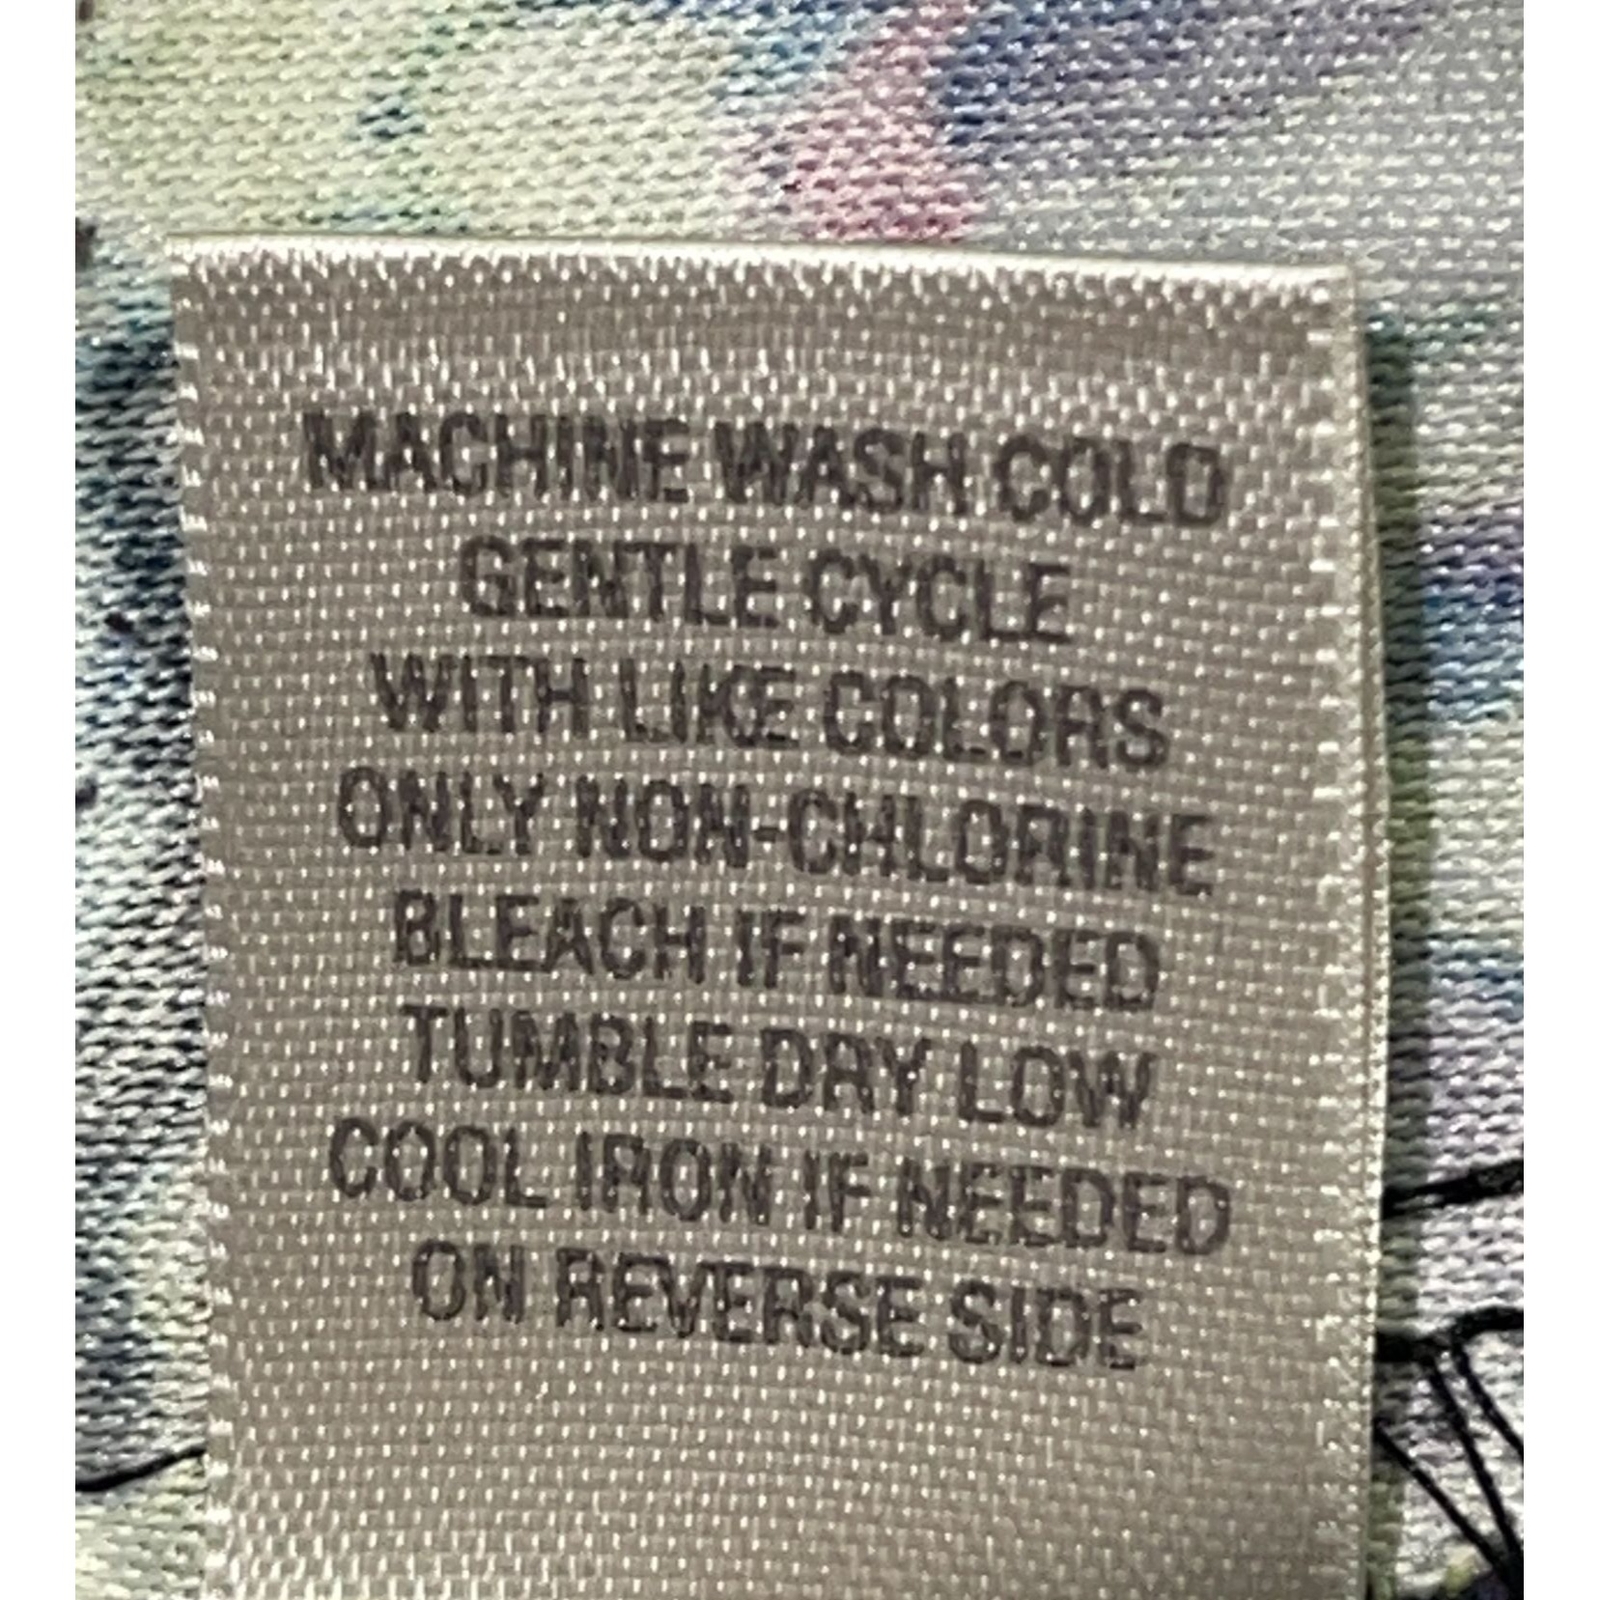 MACHINE WASH COLD
GENTLE CYCLE
WITH LIKE COLORS
ONLY NON-CHLORINE
BLEACH IF NEEDED
TUMBLE DRY LOW
COOL IRON IF NEEDED
ON REVERSE SIDE